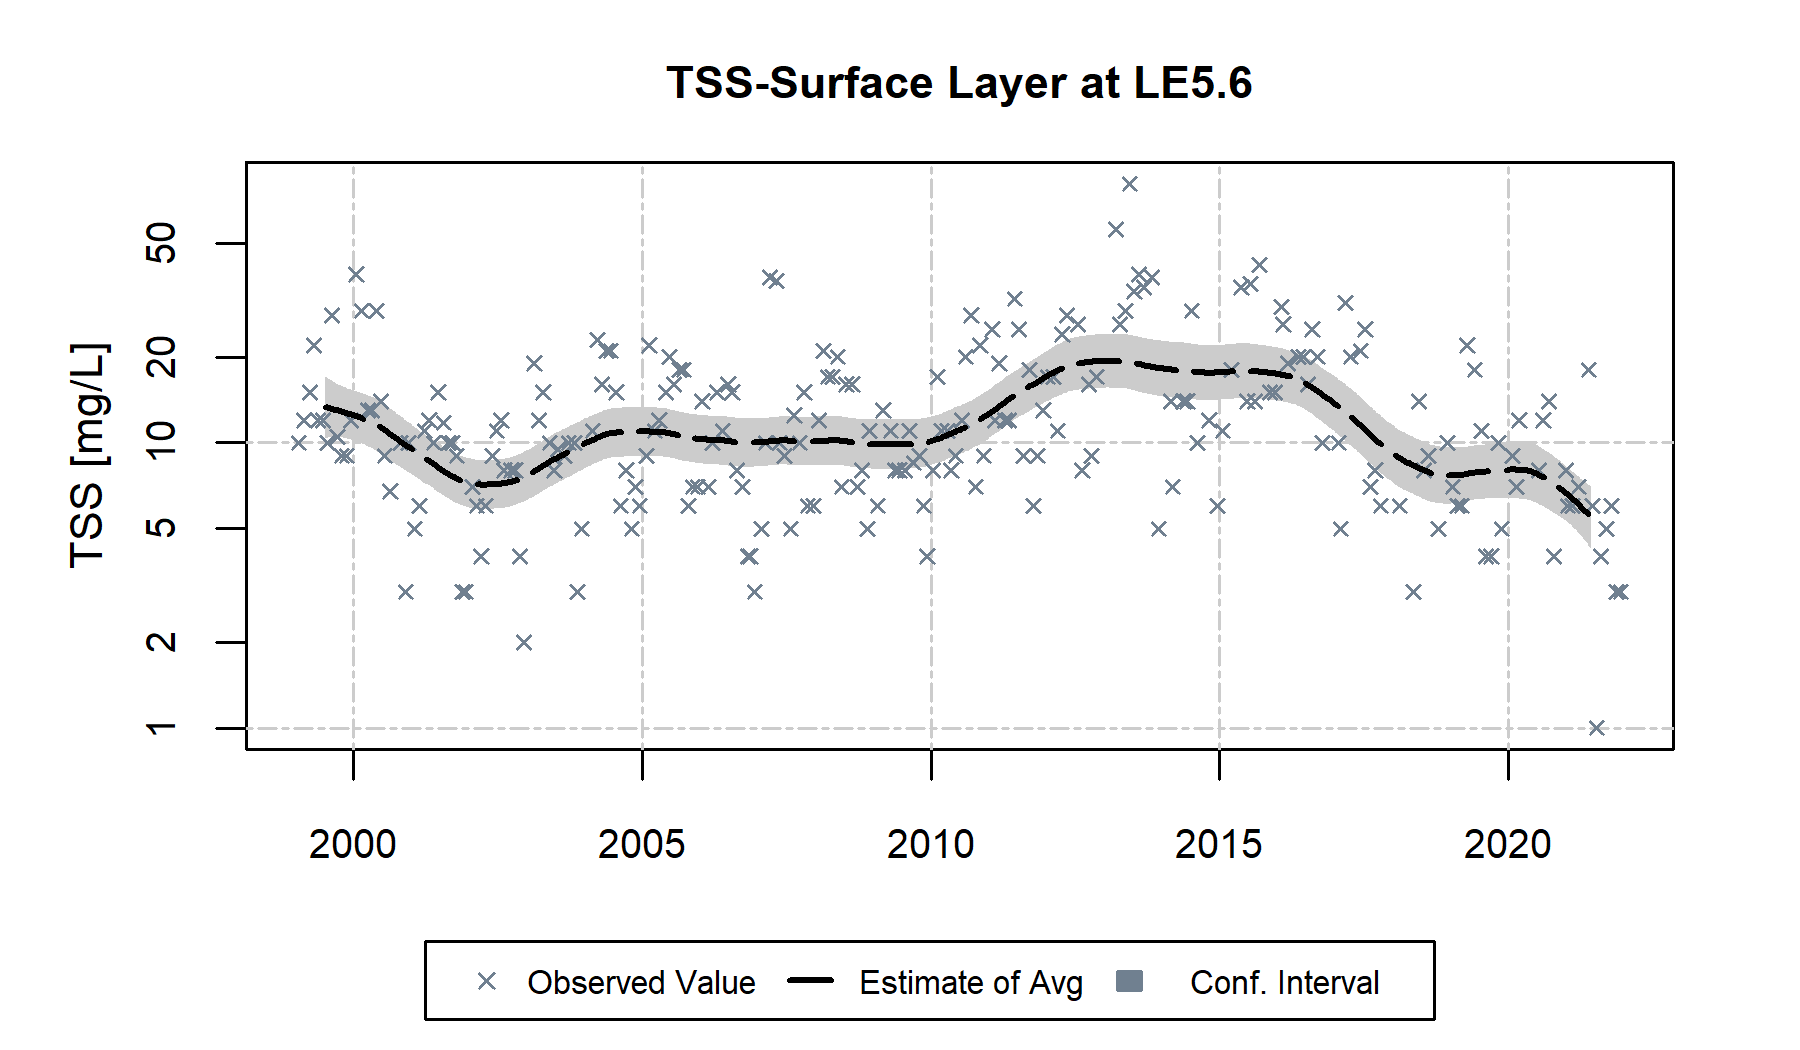 TSS-Surface Layer at LE5.6
TSS [mg/L]
50
20
10
5
2
1
2000 2005 2010 2015 2020
Observed Value Estimate of Avg Conf. Interval